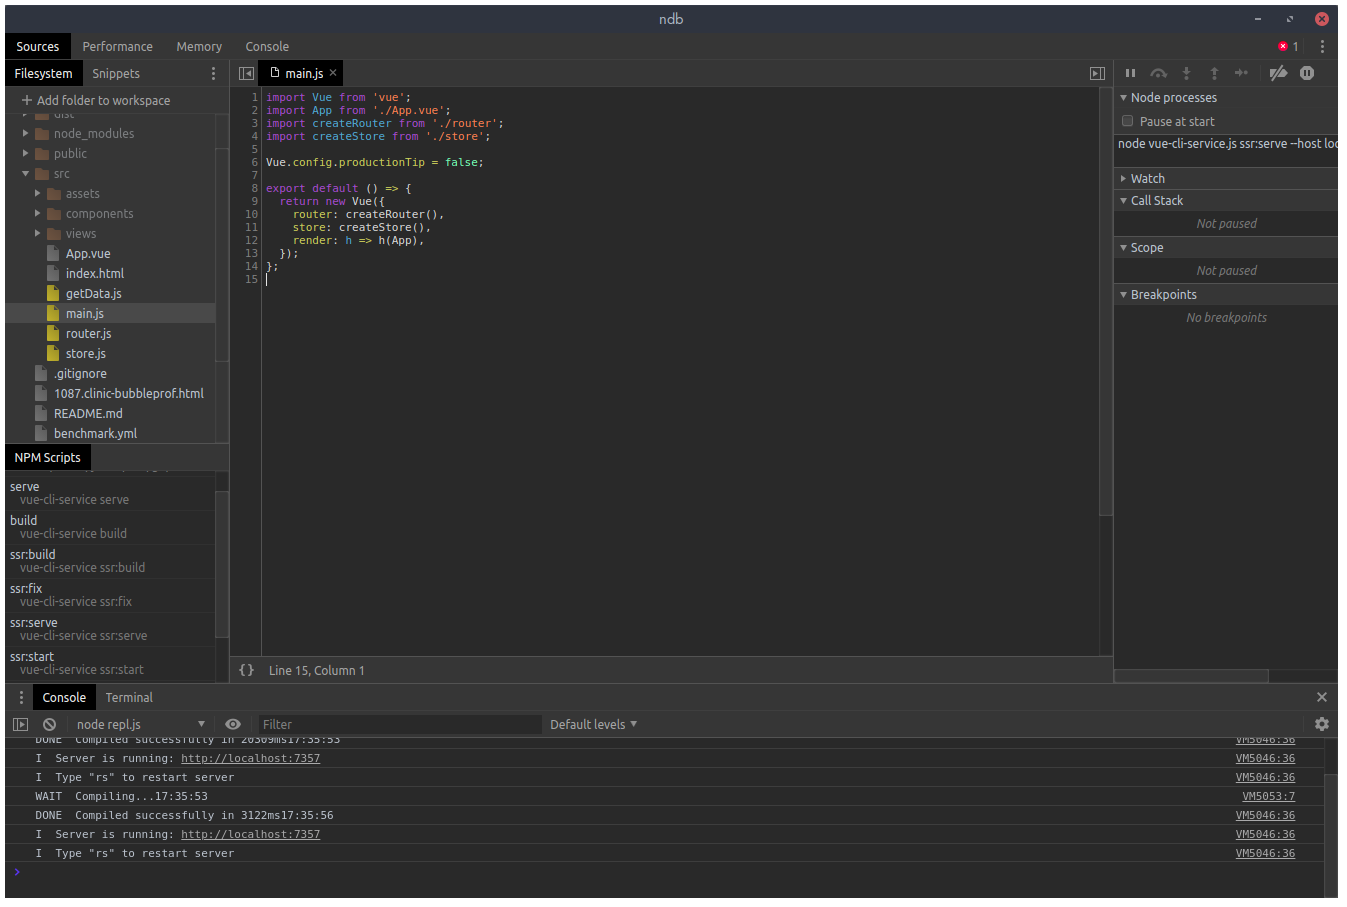 ndb
Sources Performance Memory Console 1
Filesystem Snippets
main.js ×
+ Add folder to workspace
dist
node_modules
public
src
assets
components
views
App.vue
index.html
getData.js
main.js
router.js
store.js
.gitignore
1087.clinic-bubbleprof.html
README.md
benchmark.yml
NPM Scripts
serve
vue-cli-service serve
build
vue-cli-service build
ssr:build
vue-cli-service ssr:build
ssr:fix
vue-cli-service ssr:fix
ssr:serve
vue-cli-service ssr:serve
ssr:start
vue-cli-service ssr:start
1 import Vue from 'vue';
2 import App from './App.vue';
3 import createRouter from './router';
4 import createStore from './store';
5
6 Vue.config.productionTip = false;
7
8 export default () => {
9 return new Vue({
10 router: createRouter(),
11 store: createStore(),
12 render: h => h(App),
13 });
14 };
15
{} Line 15, Column 1
Node processes
Pause at start
node vue-cli-service.js ssr:serve --host loc
Watch
Call Stack
Not paused
Scope
Not paused
Breakpoints
No breakpoints
Console Terminal
node repl.js Filter Default levels
DONE Compiled successfully in 20309ms17:35:53 VM5046:36
I Server is running: http://localhost:7357 VM5046:36
I Type "rs" to restart server VM5046:36
WAIT Compiling...17:35:53 VM5053:7
DONE Compiled successfully in 3122ms17:35:56 VM5046:36
I Server is running: http://localhost:7357 VM5046:36
I Type "rs" to restart server VM5046:36